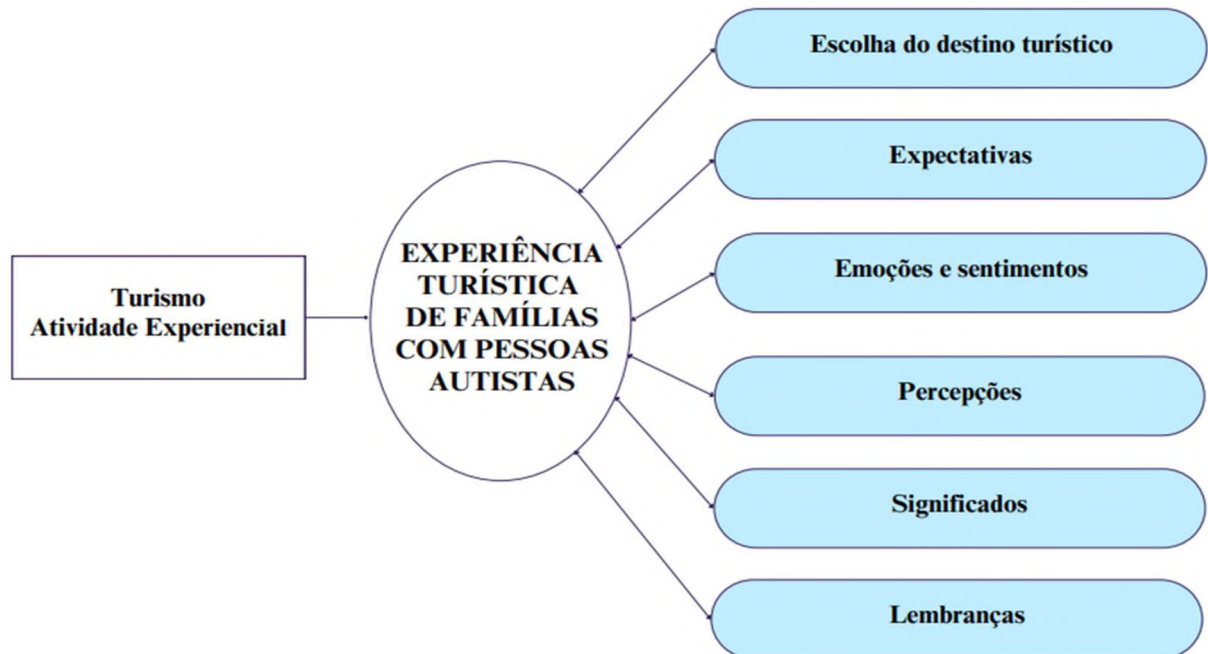 Turismo
Atividade Experiencial
EXPERIÊNCIA
TURÍSTICA
DE FAMÍLIAS
COM PESSOAS
AUTISTAS
Escolha do destino turístico
Expectativas
Emoções e sentimentos
Percepções
Significados
Lembranças